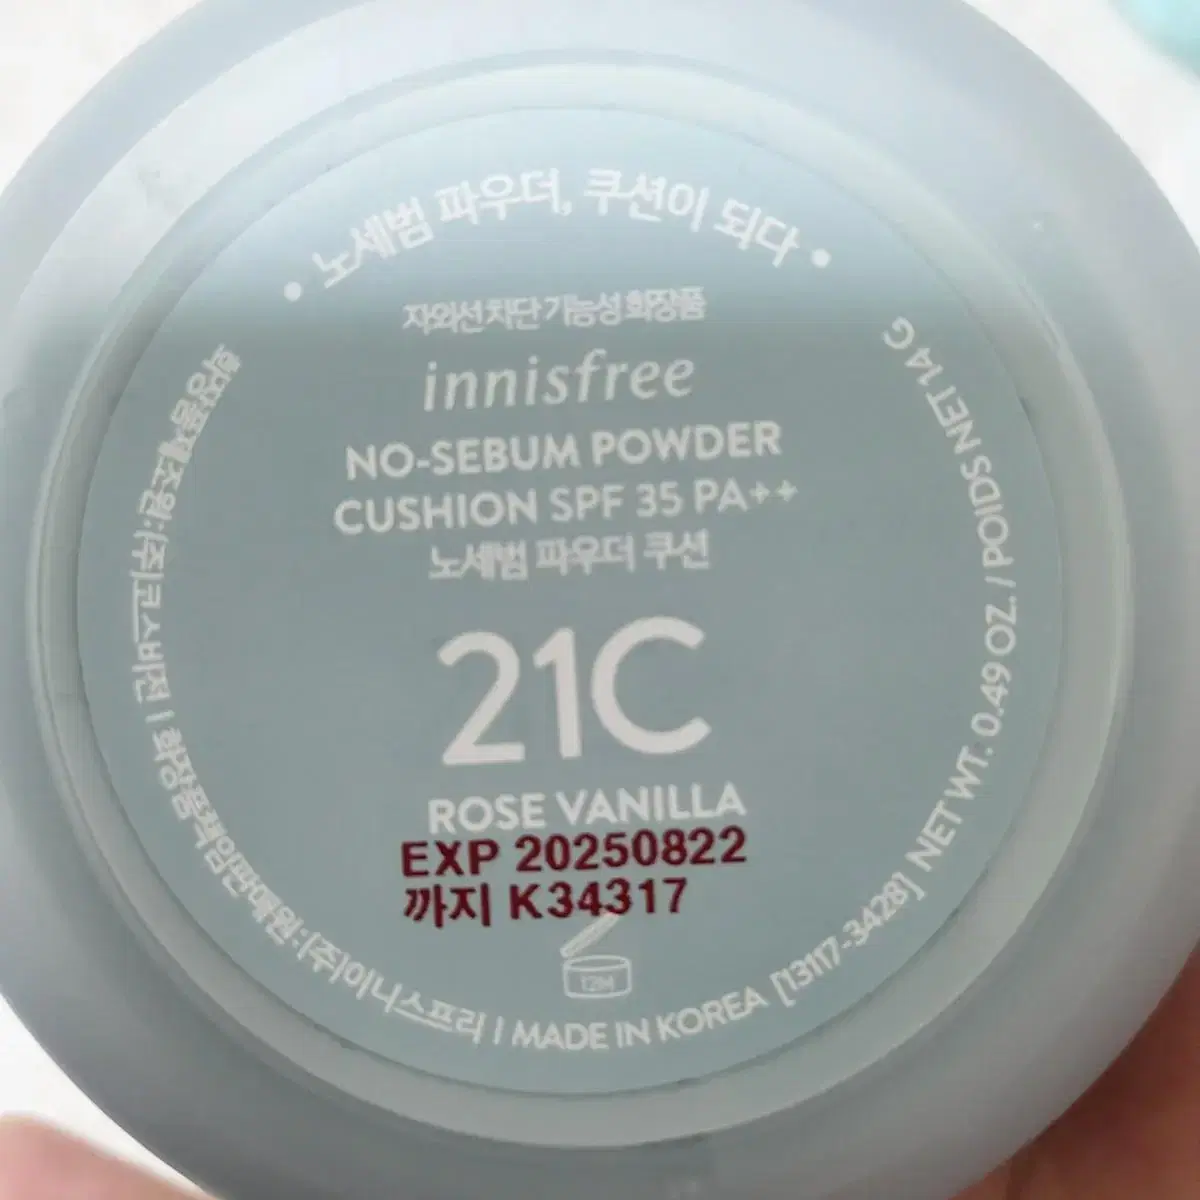 • 노세범 파우더, 쿠션이 되다 •
자외선차단 기능성 화장품
innisfree
NO-SEBUM POWDER
CUSHION SPF 35 PA++
노세범 파우더 쿠션
21C
ROSE VANILLA
EXP 20250822
까지 K34317
12M
화장품책임판매원: (주)이니스프리 | MADE IN KOREA [13117-3428] NET WT. 0.49 OZ. / POIDS NET 14 G